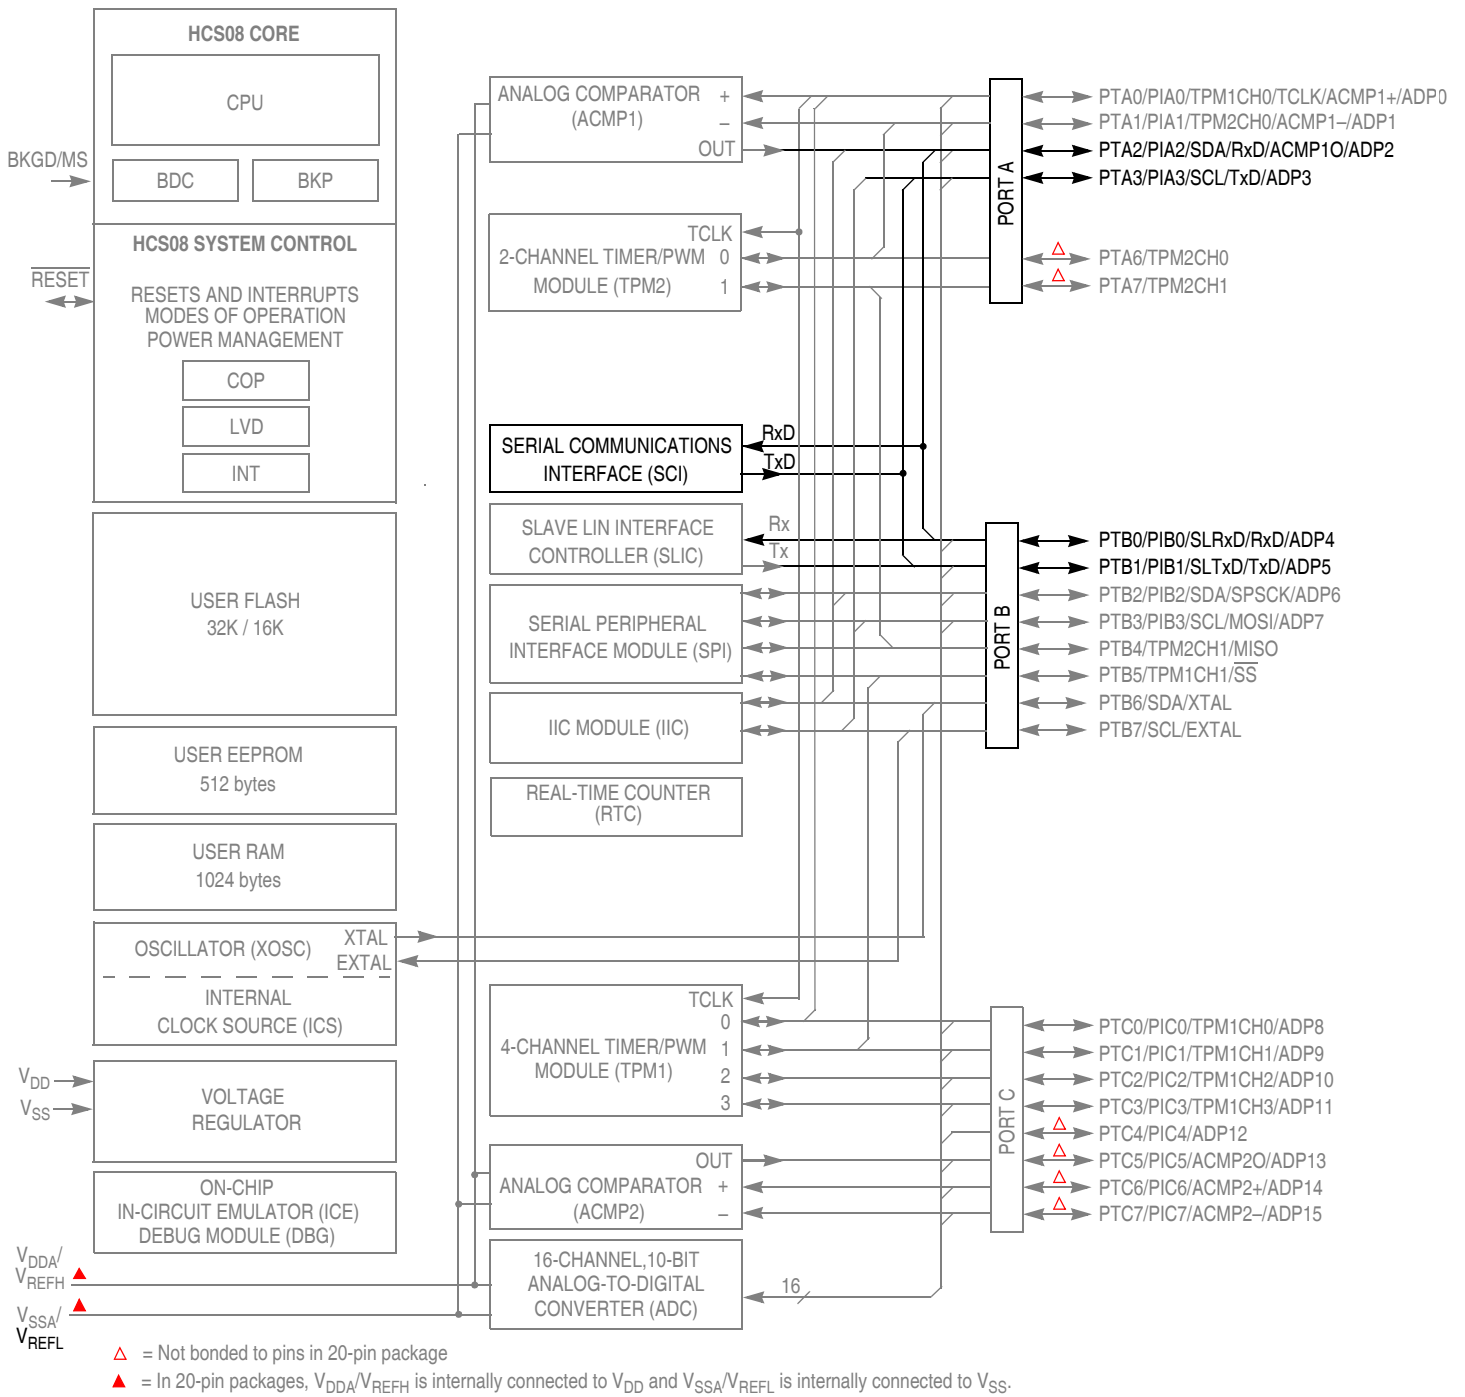 HCS08 CORE
CPU
BDC
BKP
BKGD/MS
HCS08 SYSTEM CONTROL
RESET
RESETS AND INTERRUPTS
MODES OF OPERATION
POWER MANAGEMENT
COP
LVD
INT
USER FLASH
32K / 16K
USER EEPROM
512 bytes
USER RAM
1024 bytes
OSCILLATOR (XOSC)
XTAL
EXTAL
INTERNAL
CLOCK SOURCE (ICS)
VDD
VSS
VOLTAGE
REGULATOR
ON-CHIP
IN-CIRCUIT EMULATOR (ICE)
DEBUG MODULE (DBG)
VDDA/
VREFH
VSSA/
VREFL
ANALOG COMPARATOR
(ACMP1)
+
–
OUT
TCLK
2-CHANNEL TIMER/PWM
MODULE (TPM2)
0
1
SERIAL COMMUNICATIONS
INTERFACE (SCI)
RxD
TxD
SLAVE LIN INTERFACE
CONTROLLER (SLIC)
Rx
Tx
SERIAL PERIPHERAL
INTERFACE MODULE (SPI)
IIC MODULE (IIC)
REAL-TIME COUNTER
(RTC)
TCLK
4-CHANNEL TIMER/PWM
MODULE (TPM1)
0
1
2
3
OUT
ANALOG COMPARATOR
(ACMP2)
+
–
16-CHANNEL,10-BIT
ANALOG-TO-DIGITAL
CONVERTER (ADC)
16
PORT A
PTA0/PIA0/TPM1CH0/TCLK/ACMP1+/ADP0
PTA1/PIA1/TPM2CH0/ACMP1–/ADP1
PTA2/PIA2/SDA/RxD/ACMP1O/ADP2
PTA3/PIA3/SCL/TxD/ADP3
PTA6/TPM2CH0
PTA7/TPM2CH1
PORT B
PTB0/PIB0/SLRxD/RxD/ADP4
PTB1/PIB1/SLTxD/TxD/ADP5
PTB2/PIB2/SDA/SPSCK/ADP6
PTB3/PIB3/SCL/MOSI/ADP7
PTB4/TPM2CH1/MISO
PTB5/TPM1CH1/SS
PTB6/SDA/XTAL
PTB7/SCL/EXTAL
PORT C
PTC0/PIC0/TPM1CH0/ADP8
PTC1/PIC1/TPM1CH1/ADP9
PTC2/PIC2/TPM1CH2/ADP10
PTC3/PIC3/TPM1CH3/ADP11
PTC4/PIC4/ADP12
PTC5/PIC5/ACMP2O/ADP13
PTC6/PIC6/ACMP2+/ADP14
PTC7/PIC7/ACMP2–/ADP15
△ = Not bonded to pins in 20-pin package
▲ = In 20-pin packages, VDDA/VREFH is internally connected to VDD and VSSA/VREFL is internally connected to VSS.